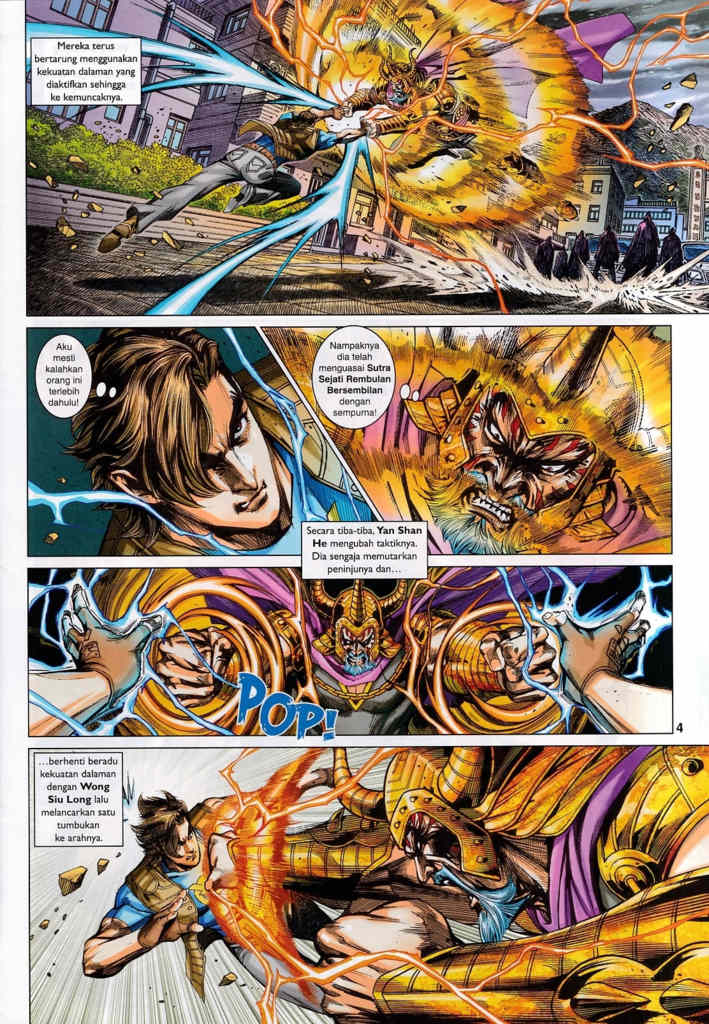 Mereka terus
bertarung menggunakan
kekuatan dalaman yang
diaktifkan sehingga
ke kemuncaknya.
Aku
mesti
kalahkan
orang ini
terlebih
dahulu!
Nampaknya
dia telah
menguasai Sutra
Sejati Rembulan
Bersembilan
dengan
sempurna!
Secara tiba-tiba, Yan Shan
He mengubah taktiknya.
Dia sengaja memutarkan
peninjunya dan...
POP!
4
...berhenti beradu
kekuatan dalaman
dengan Wong
Siu Long lalu
melancarkan satu
tumbukan
ke arahnya.